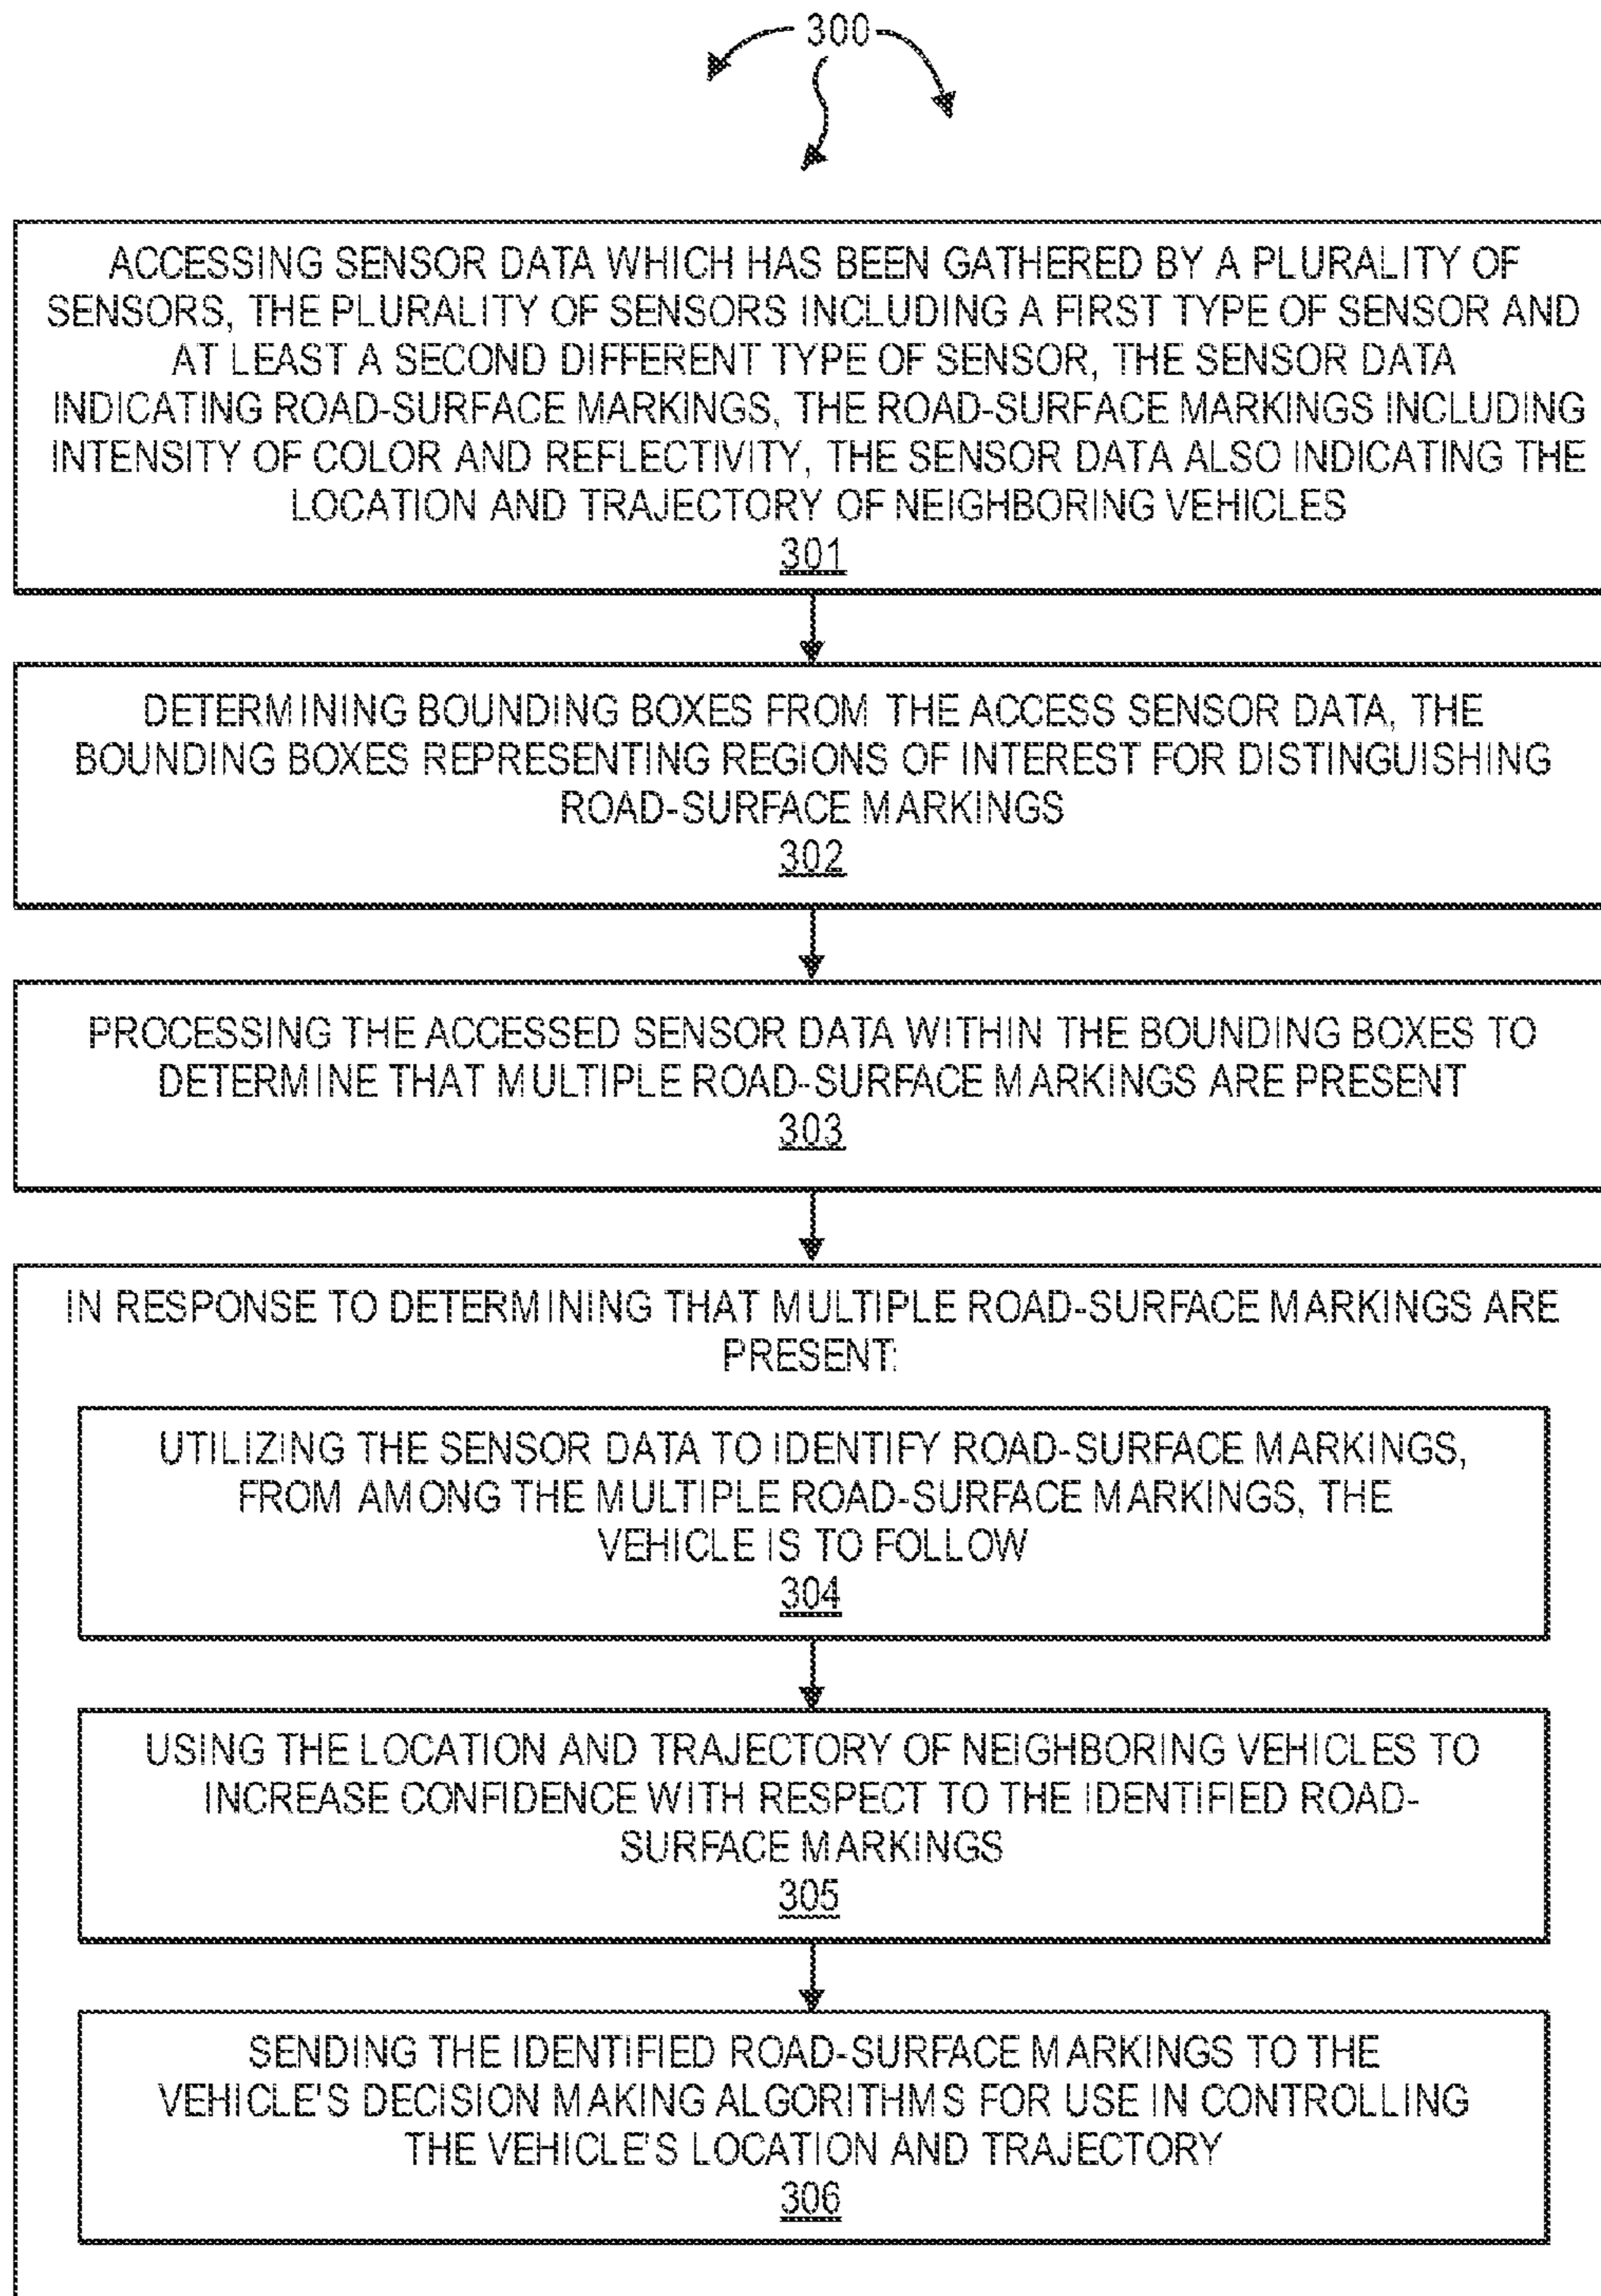 300
ACCESSING SENSOR DATA WHICH HAS BEEN GATHERED BY A PLURALITY OF
SENSORS, THE PLURALITY OF SENSORS INCLUDING A FIRST TYPE OF SENSOR AND
AT LEAST A SECOND DIFFERENT TYPE OF SENSOR, THE SENSOR DATA
INDICATING ROAD-SURFACE MARKINGS, THE ROAD-SURFACE MARKINGS INCLUDING
INTENSITY OF COLOR AND REFLECTIVITY, THE SENSOR DATA ALSO INDICATING THE
LOCATION AND TRAJECTORY OF NEIGHBORING VEHICLES
301
DETERMINING BOUNDING BOXES FROM THE ACCESS SENSOR DATA, THE
BOUNDING BOXES REPRESENTING REGIONS OF INTEREST FOR DISTINGUISHING
ROAD-SURFACE MARKINGS
302
PROCESSING THE ACCESSED SENSOR DATA WITHIN THE BOUNDING BOXES TO
DETERMINE THAT MULTIPLE ROAD-SURFACE MARKINGS ARE PRESENT
303
IN RESPONSE TO DETERMINING THAT MULTIPLE ROAD-SURFACE MARKINGS ARE
PRESENT:
UTILIZING THE SENSOR DATA TO IDENTIFY ROAD-SURFACE MARKINGS,
FROM AMONG THE MULTIPLE ROAD-SURFACE MARKINGS, THE
VEHICLE IS TO FOLLOW
304
USING THE LOCATION AND TRAJECTORY OF NEIGHBORING VEHICLES TO
INCREASE CONFIDENCE WITH RESPECT TO THE IDENTIFIED ROAD-
SURFACE MARKINGS
305
SENDING THE IDENTIFIED ROAD-SURFACE MARKINGS TO THE
VEHICLE'S DECISION MAKING ALGORITHMS FOR USE IN CONTROLLING
THE VEHICLE'S LOCATION AND TRAJECTORY
306